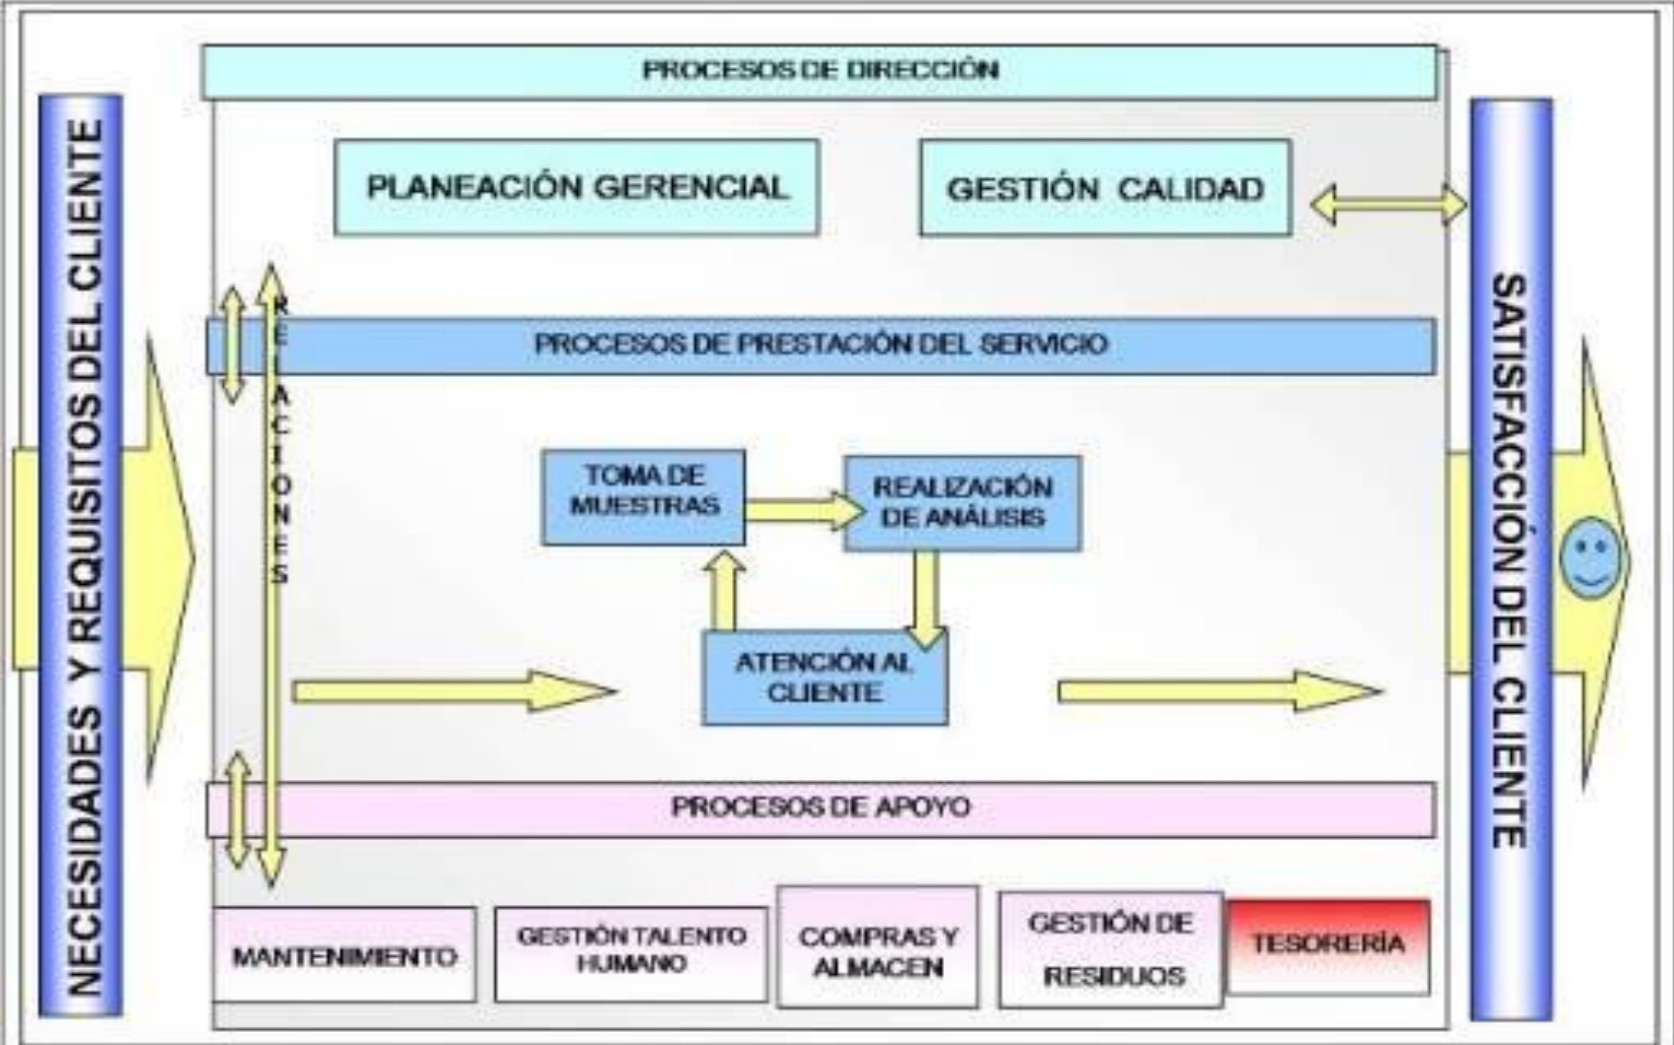 NECESIDADES Y REQUISITOS DEL CLIENTE
PROCESOS DE DIRECCIÓN
PLANEACIÓN GERENCIAL
GESTIÓN CALIDAD
RELACIONES
PROCESOS DE PRESTACIÓN DEL SERVICIO
TOMA DE
MUESTRAS
REALIZACIÓN
DE ANÁLISIS
ATENCIÓN AL
CLIENTE
PROCESOS DE APOYO
MANTENIMIENTO
GESTIÓN TALENTO
HUMANO
COMPRAS Y
ALMACEN
GESTIÓN DE
RESIDUOS
TESORERÍA
SATISFACCIÓN DEL CLIENTE